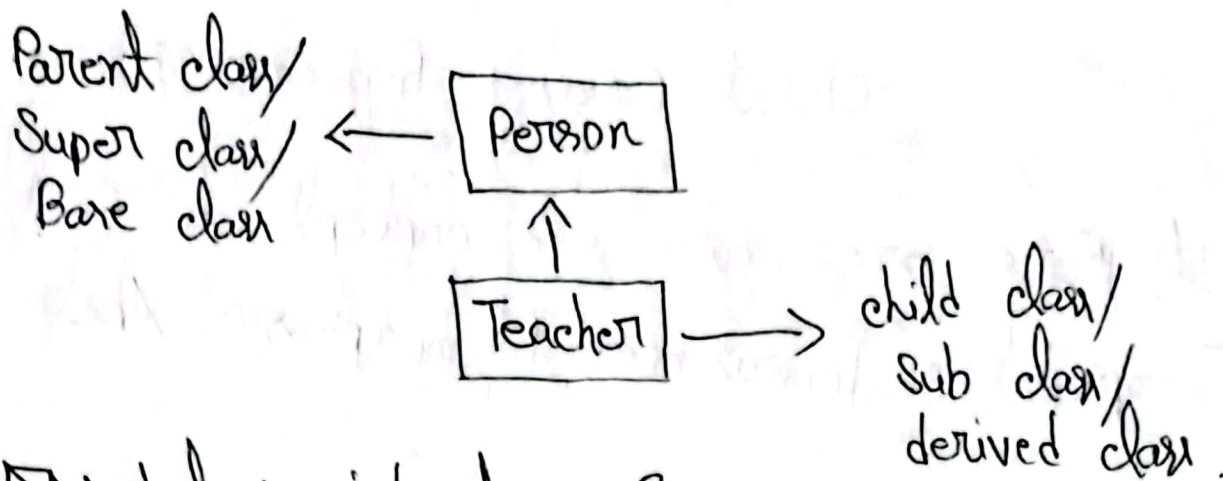 Parent class/
Super class/
Base class
Person
Teacher
child class/
sub class/
derived class.